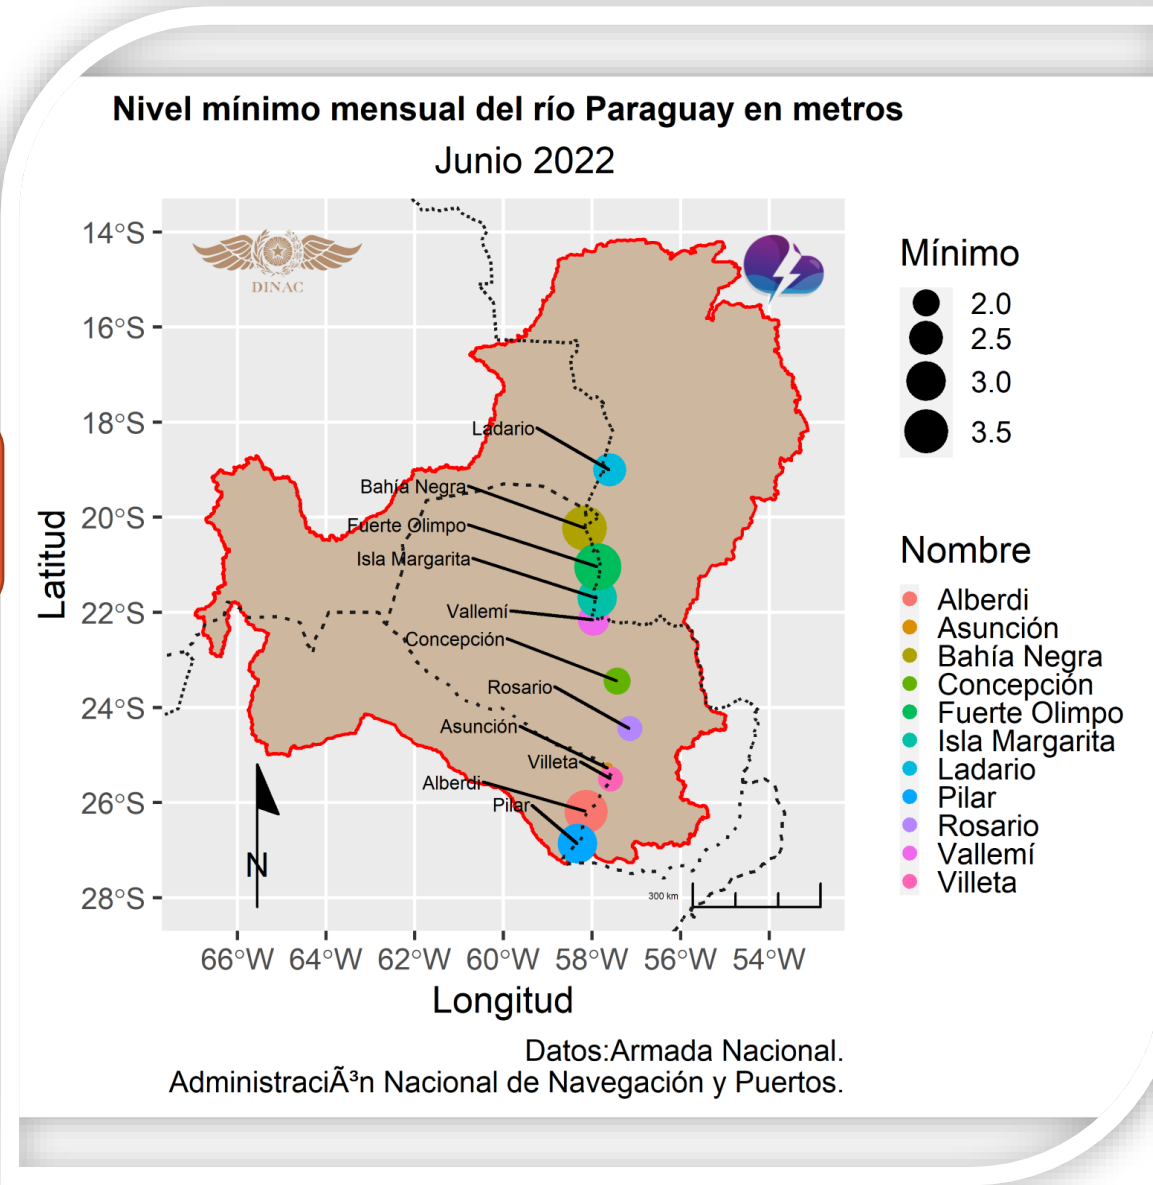 Nivel mínimo mensual del río Paraguay en metros
Junio 2022
14°S
16°S
18°S
20°S
22°S
24°S
26°S
28°S
Latitud
DINAC
Ladario
Bahía Negra
Fuerte Olimpo
Isla Margarita
Vallemí
Concepción
Rosario
Asunción
Villeta
Alberdi
Pilar
N
300 km
66°W 64°W 62°W 60°W 58°W 56°W 54°W
Longitud
Mínimo
2.0
2.5
3.0
3.5
Nombre
Alberdi
Asunción
Bahía Negra
Concepción
Fuerte Olimpo
Isla Margarita
Ladario
Pilar
Rosario
Vallemí
Villeta
Datos:Armada Nacional.
AdministraciÃ³n Nacional de Navegación y Puertos.